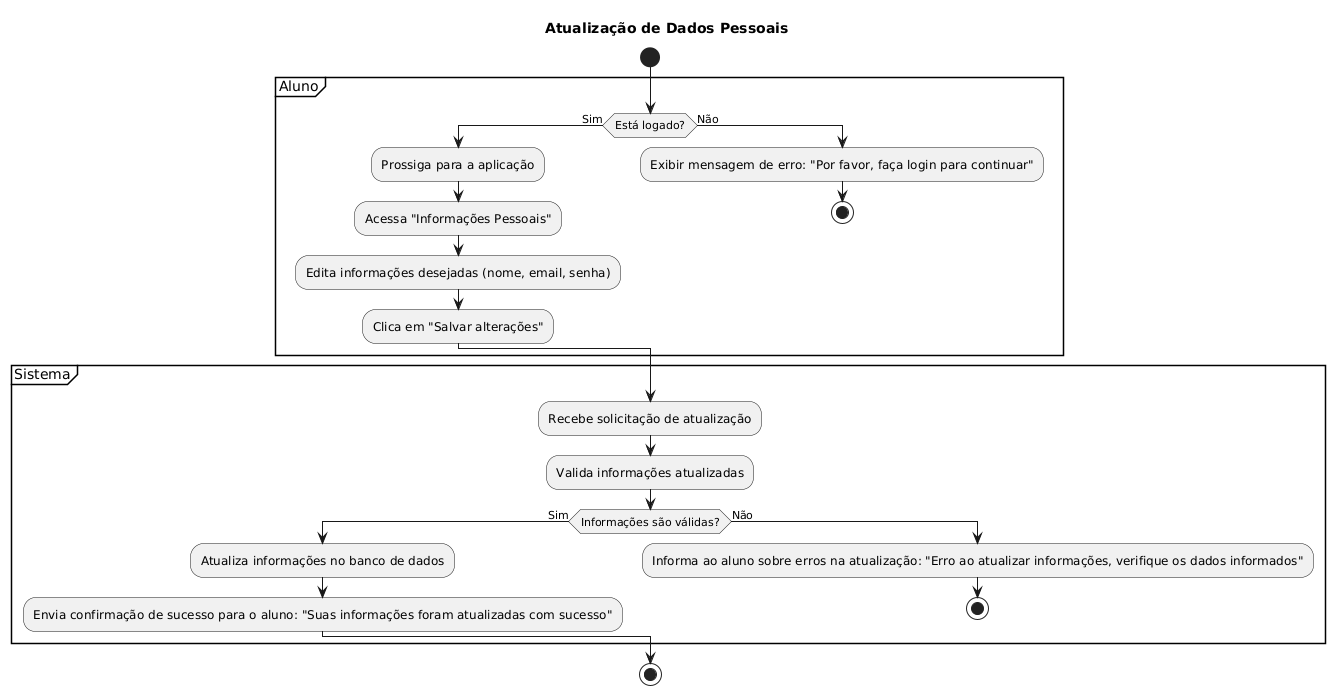 Atualização de Dados Pessoais
Aluno
Está logado?
Sim
Não
Prossiga para a aplicação
Exibir mensagem de erro: "Por favor, faça login para continuar"
Acessa "Informações Pessoais"
Edita informações desejadas (nome, email, senha)
Clica em "Salvar alterações"
Sistema
Recebe solicitação de atualização
Valida informações atualizadas
Informações são válidas?
Sim
Não
Atualiza informações no banco de dados
Informa ao aluno sobre erros na atualização: "Erro ao atualizar informações, verifique os dados informados"
Envia confirmação de sucesso para o aluno: "Suas informações foram atualizadas com sucesso"